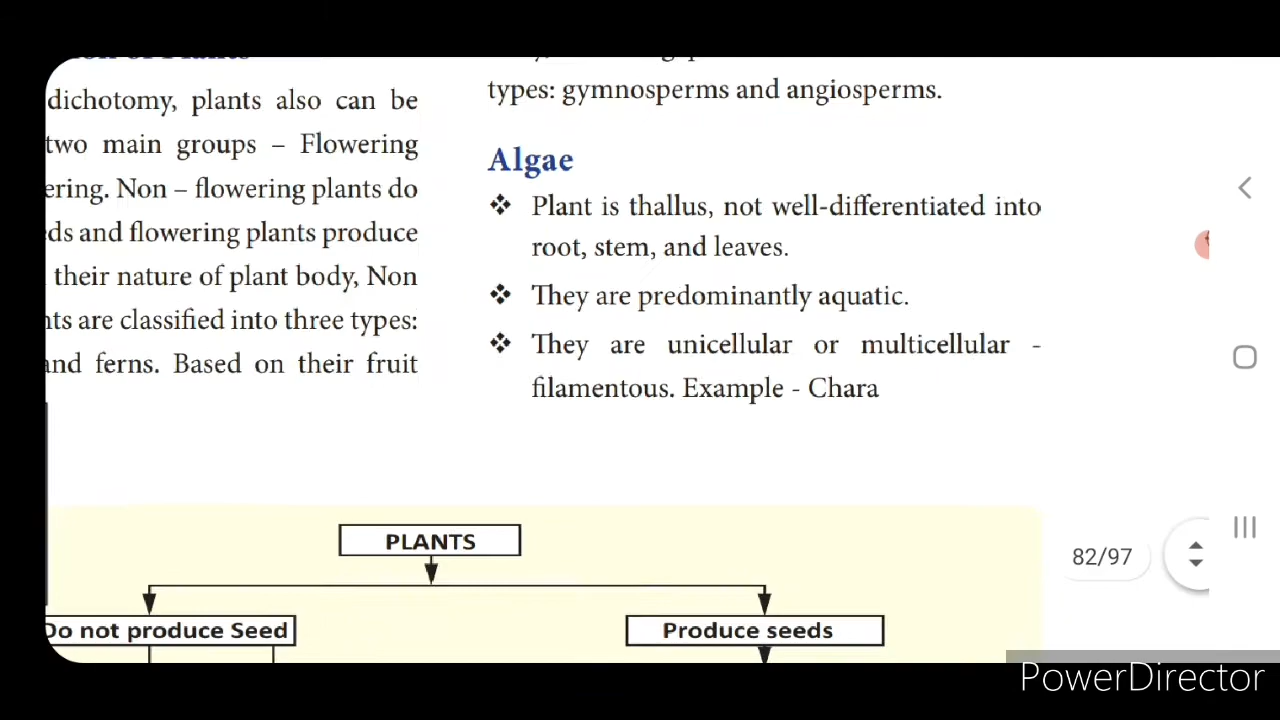 dichotomy, plants also can be
two main groups – Flowering
ering. Non – flowering plants do
ds and flowering plants produce
their nature of plant body, Non
ts are classified into three types:
and ferns. Based on their fruit
types: gymnosperms and angiosperms.
Algae
❖ Plant is thallus, not well-differentiated into
root, stem, and leaves.
❖ They are predominantly aquatic.
❖ They are unicellular or multicellular -
filamentous. Example - Chara
PLANTS
Do not produce Seed
Produce seeds
82/97
PowerDirector